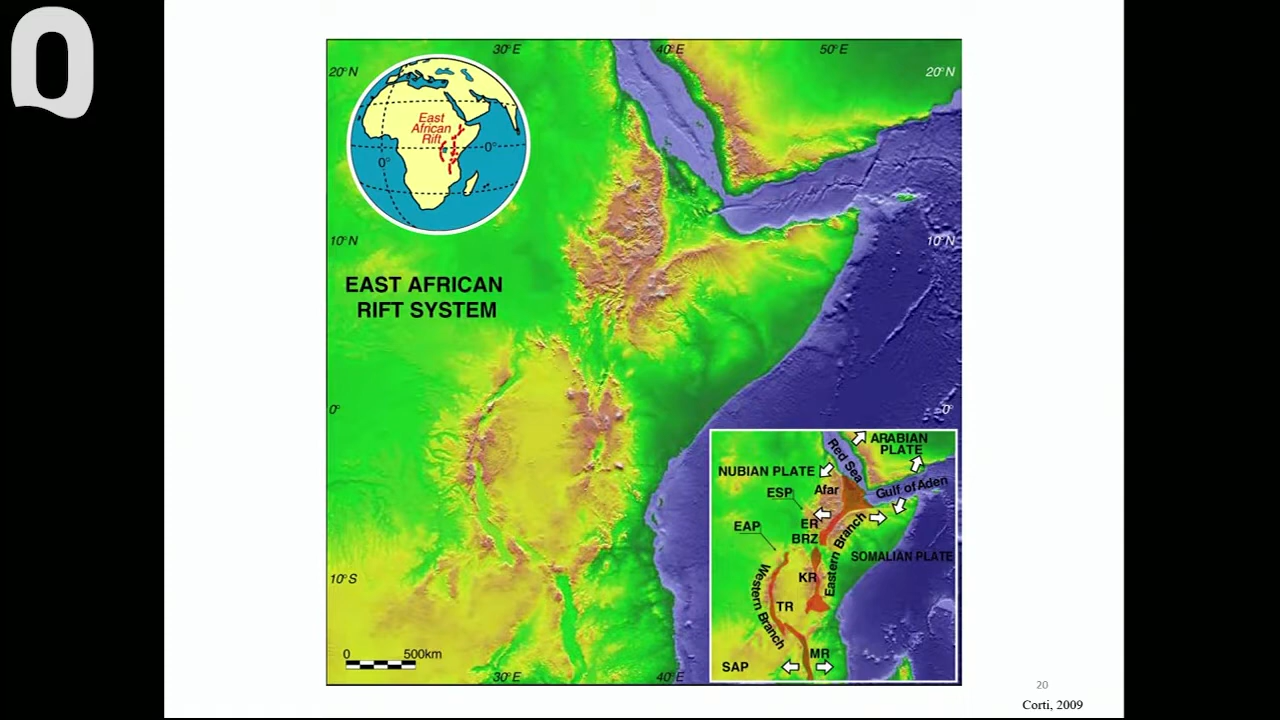 30°E
40°E
50°E
20°N
20°N
East
African
Rift
0°
0°
10°N
10°N
EAST AFRICAN
RIFT SYSTEM
0°
0°
10°S
0 500km
30°E
40°E
ARABIAN
PLATE
Red Sea
NUBIAN PLATE
ESP
Afar
Gulf of Aden
ER
EAP
BRZ
Eastern Branch
SOMALIAN PLATE
KR
Western Branch
TR
MR
SAP
20
Corti, 2009